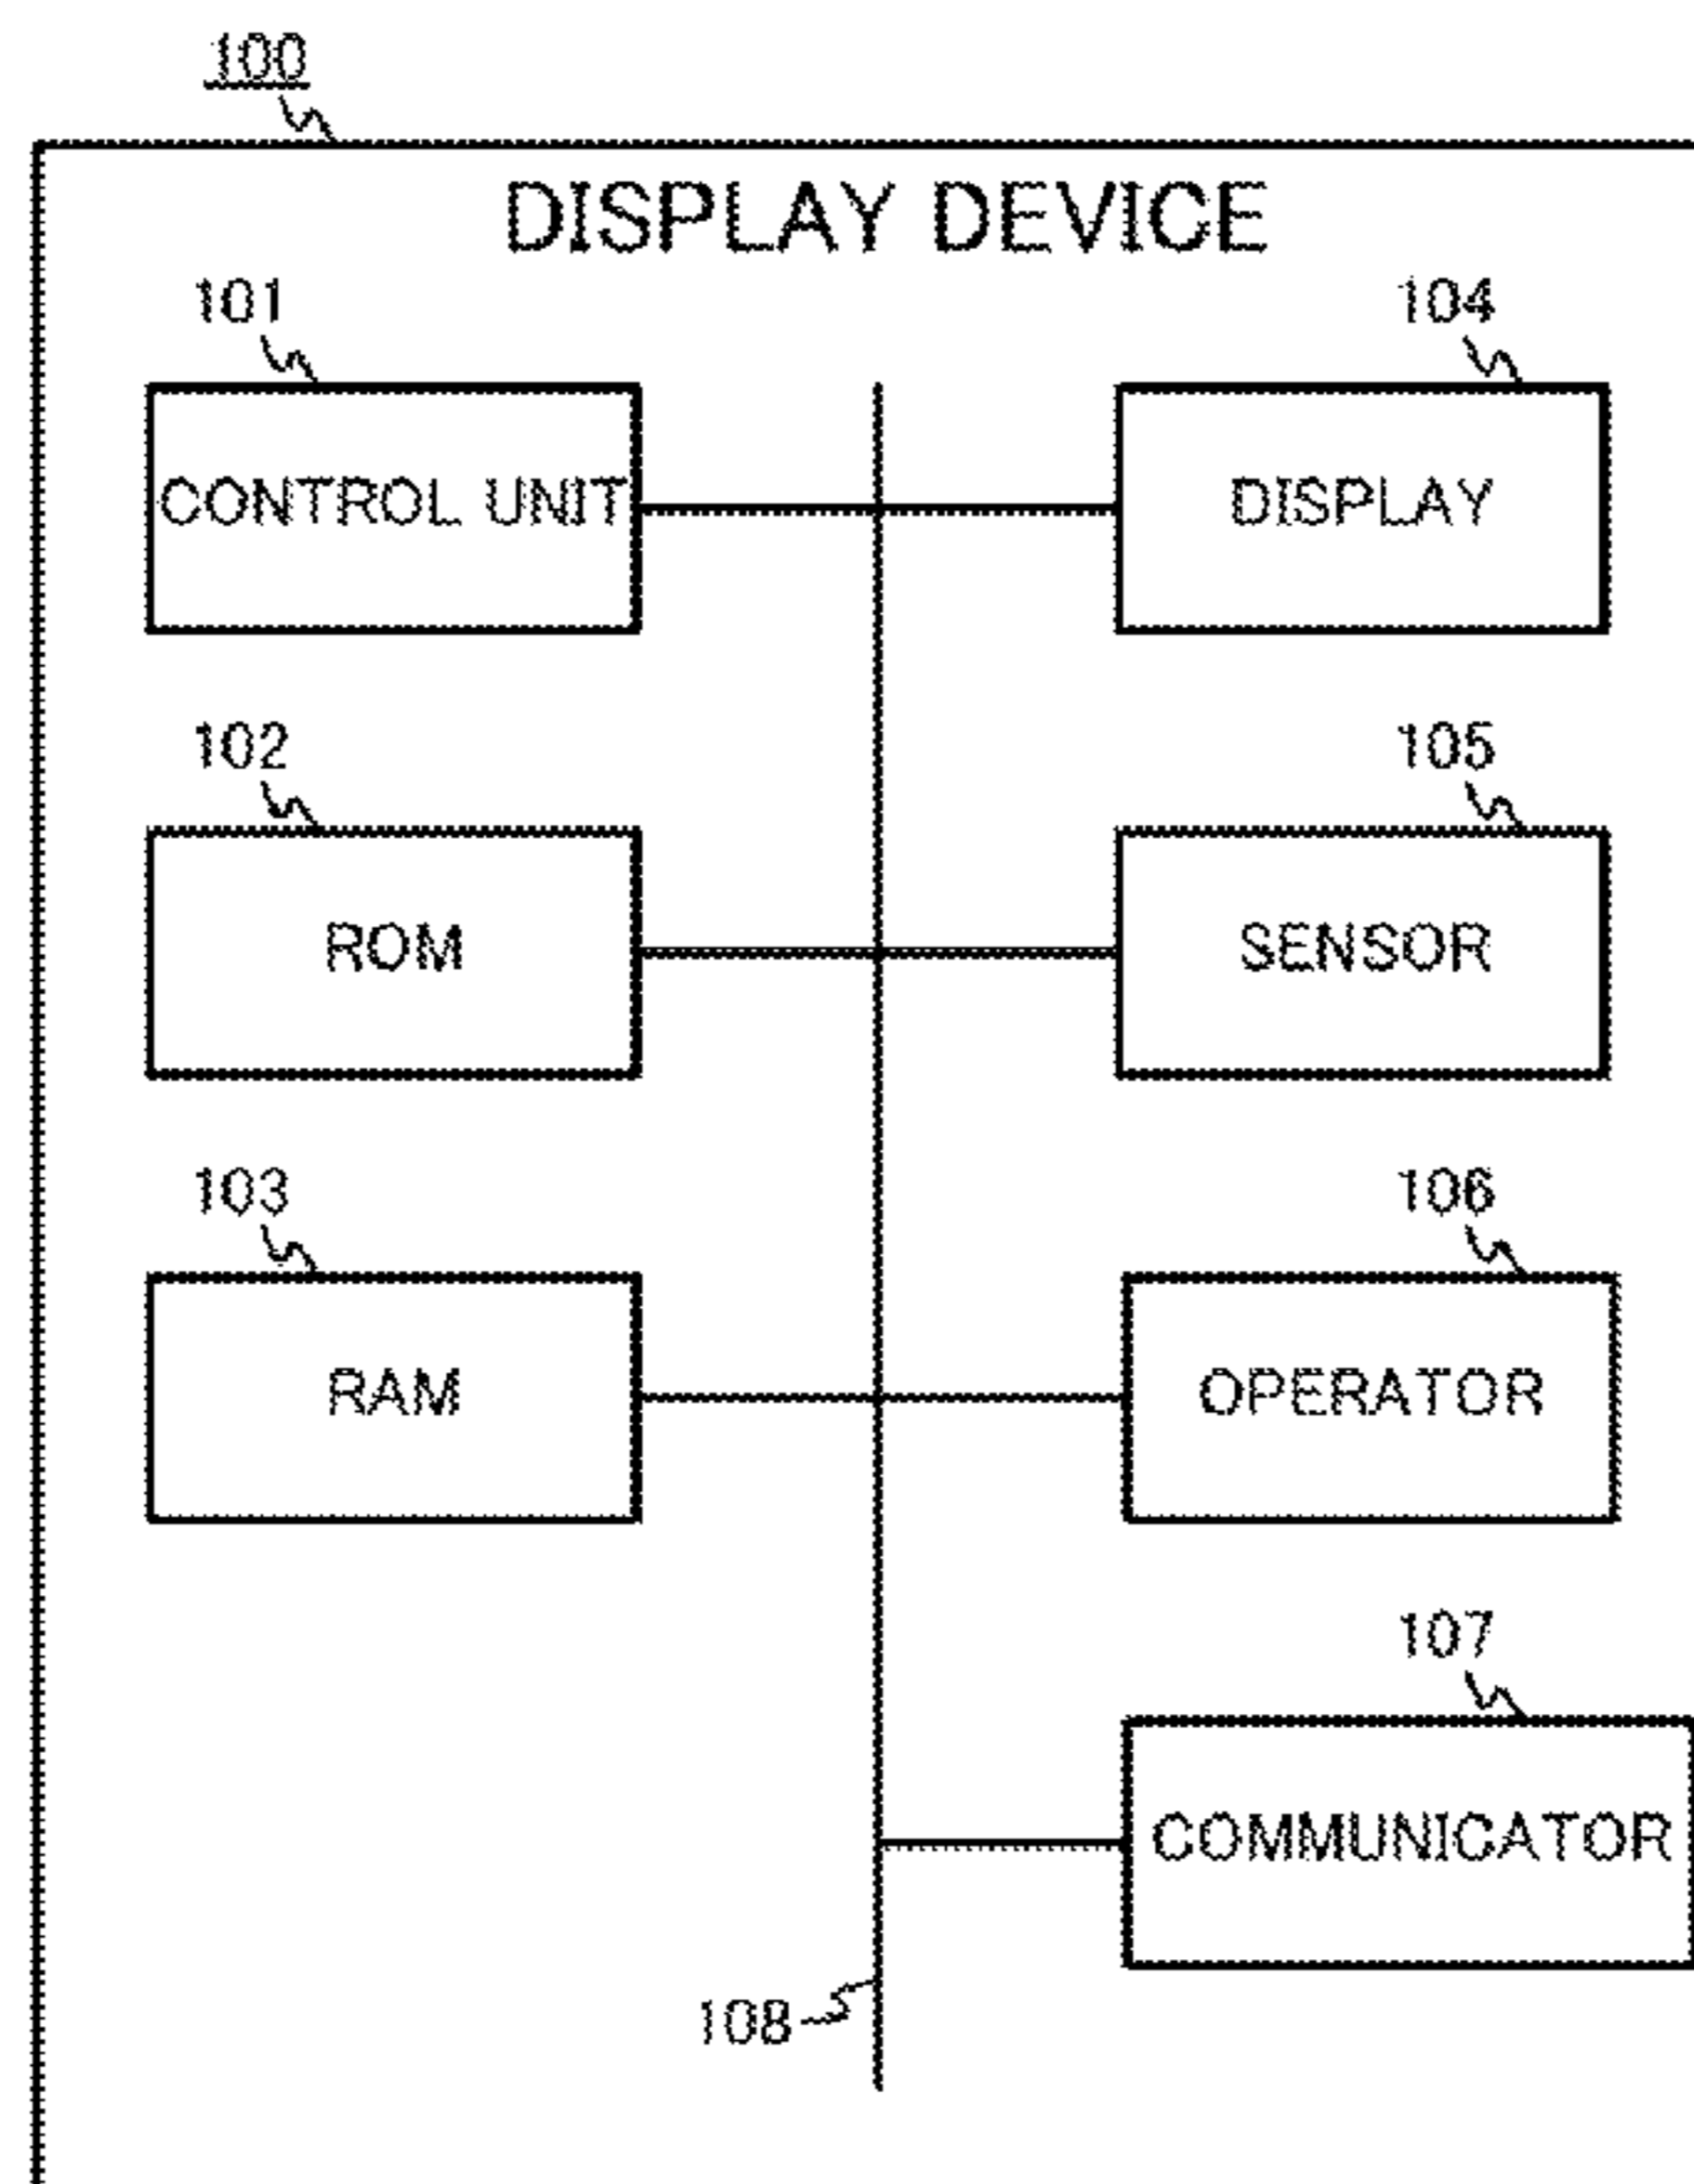 100
DISPLAY DEVICE
101
104
CONTROL UNIT
DISPLAY
102
105
ROM
SENSOR
103
106
RAM
OPERATOR
107
COMMUNICATOR
108